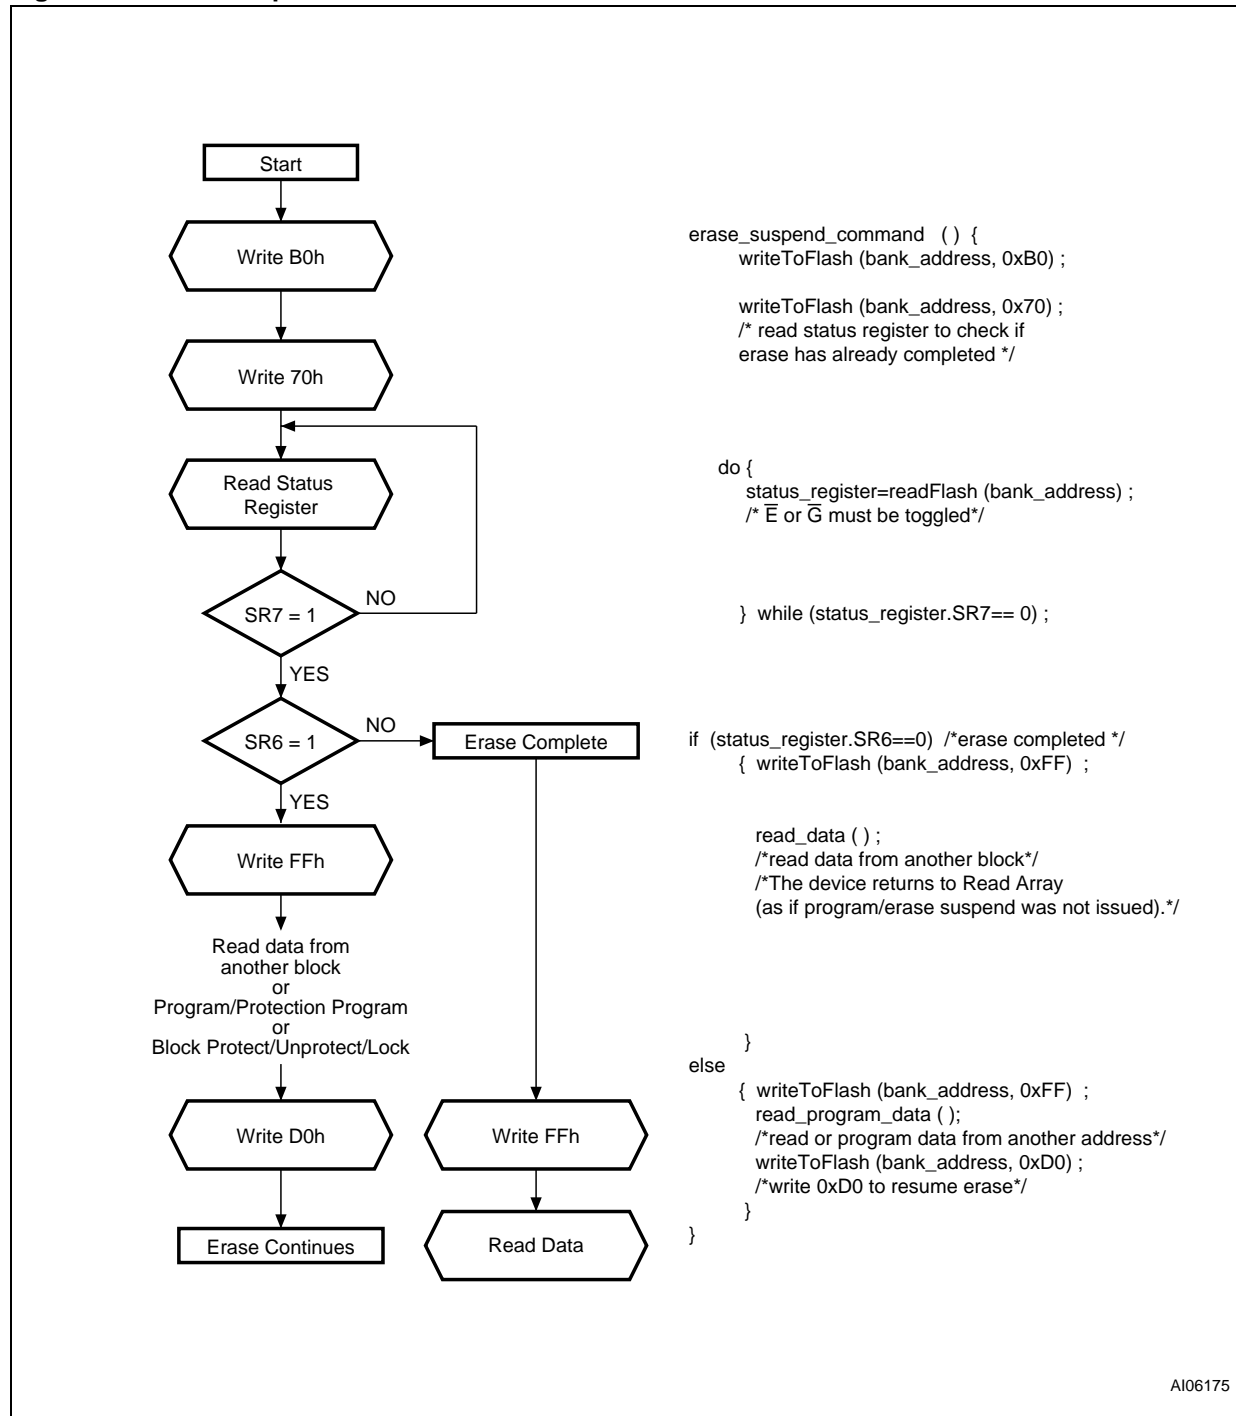 Start
Write B0h
Write 70h
Read Status
Register
SR7 = 1
NO
YES
SR6 = 1
NO
Erase Complete
YES
Write FFh
Read data from
another block
or
Program/Protection Program
or
Block Protect/Unprotect/Lock
Write D0h
Write FFh
Erase Continues
Read Data
erase_suspend_command ( ) {
writeToFlash (bank_address, 0xB0) ;
writeToFlash (bank_address, 0x70) ;
/* read status register to check if
erase has already completed */
do {
status_register=readFlash (bank_address) ;
/* E̅ or G̅ must be toggled*/
} while (status_register.SR7== 0) ;
if (status_register.SR6==0) /*erase completed */
{ writeToFlash (bank_address, 0xFF) ;
read_data ( ) ;
/*read data from another block*/
/*The device returns to Read Array
(as if program/erase suspend was not issued).*/
}
else
{ writeToFlash (bank_address, 0xFF) ;
read_program_data ( );
/*read or program data from another address*/
writeToFlash (bank_address, 0xD0) ;
/*write 0xD0 to resume erase*/
}
}
AI06175